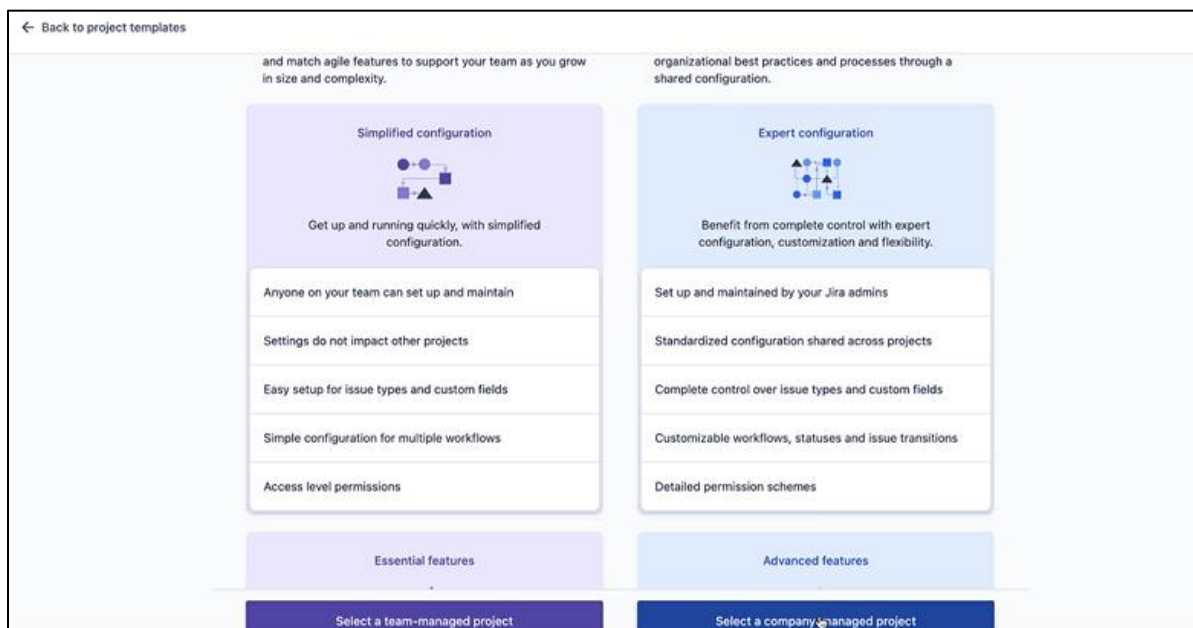 Back to project templates
and match agile features to support your team as you grow
in size and complexity.
organizational best practices and processes through a
shared configuration.
Simplified configuration
Get up and running quickly, with simplified
configuration.
Anyone on your team can set up and maintain
Settings do not impact other projects
Easy setup for issue types and custom fields
Simple configuration for multiple workflows
Access level permissions
Essential features
Select a team-managed project
Expert configuration
Benefit from complete control with expert
configuration, customization and flexibility.
Set up and maintained by your Jira admins
Standardized configuration shared across projects
Complete control over issue types and custom fields
Customizable workflows, statuses and issue transitions
Detailed permission schemes
Advanced features
Select a company-managed project